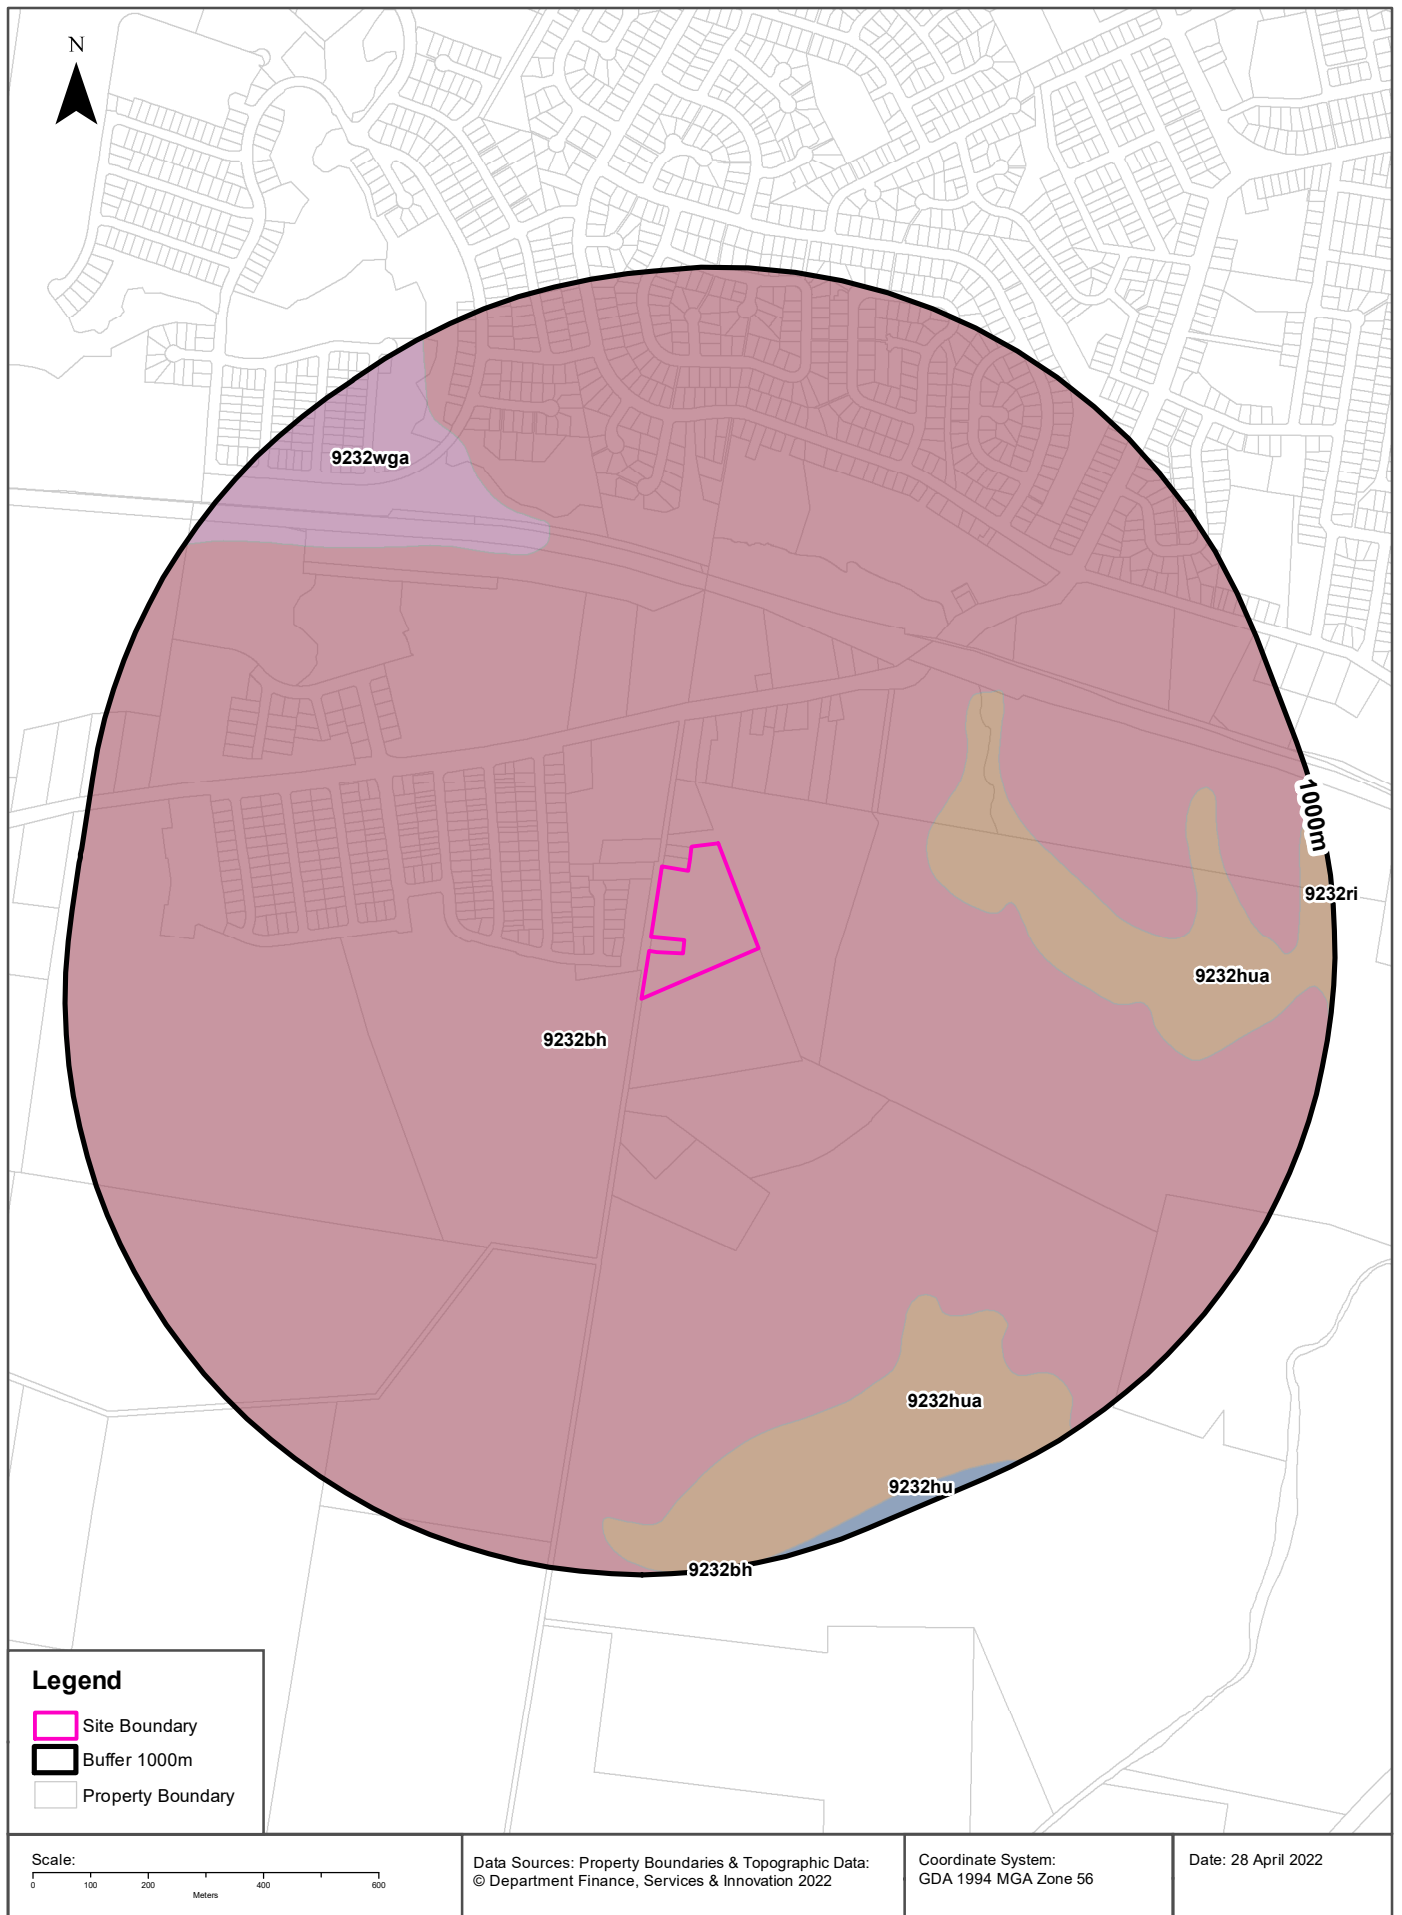 N
9232wga
1000m
9232ri
9232hua
9232bh
9232hua
9232hu
9232bh
Legend
Site Boundary
Buffer 1000m
Property Boundary
Scale:
0 100 200 400 600
Meters
Data Sources: Property Boundaries & Topographic Data:
© Department Finance, Services & Innovation 2022
Coordinate System:
GDA 1994 MGA Zone 56
Date: 28 April 2022